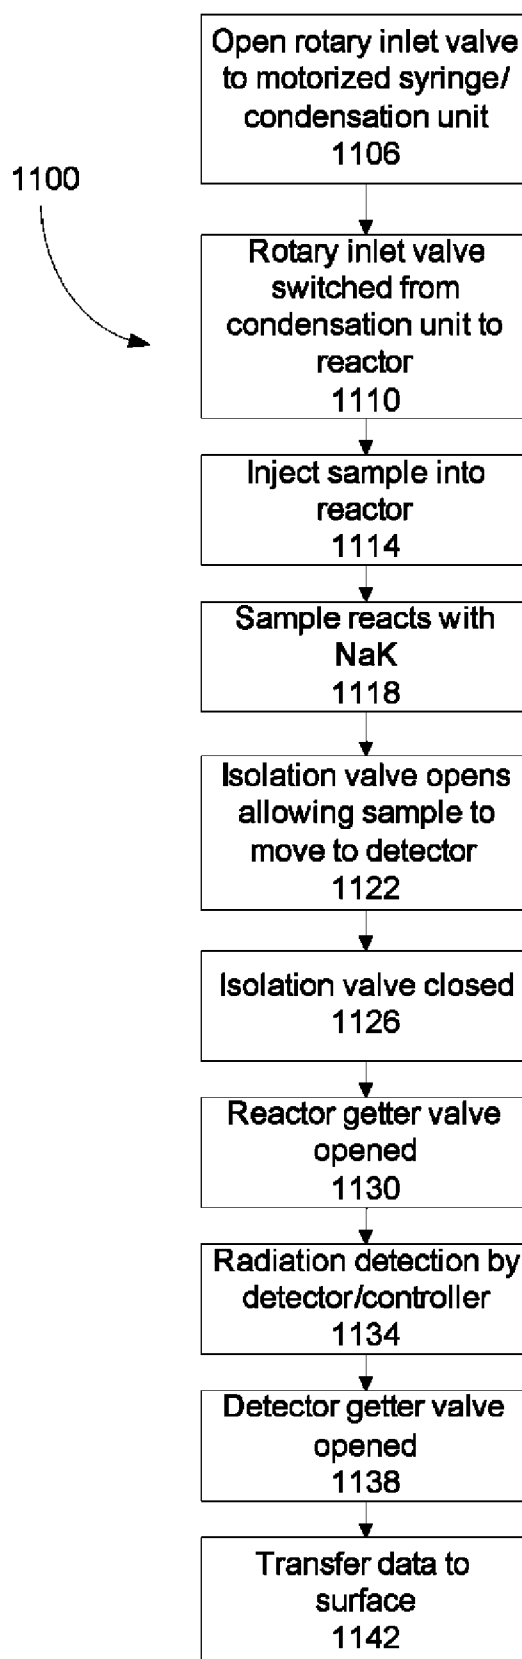 Open rotary inlet valve
to motorized syringe/
condensation unit
1106
1100
Rotary inlet valve
switched from
condensation unit to
reactor
1110
Inject sample into
reactor
1114
Sample reacts with
NaK
1118
Isolation valve opens
allowing sample to
move to detector
1122
Isolation valve closed
1126
Reactor getter valve
opened
1130
Radiation detection by
detector/controller
1134
Detector getter valve
opened
1138
Transfer data to
surface
1142